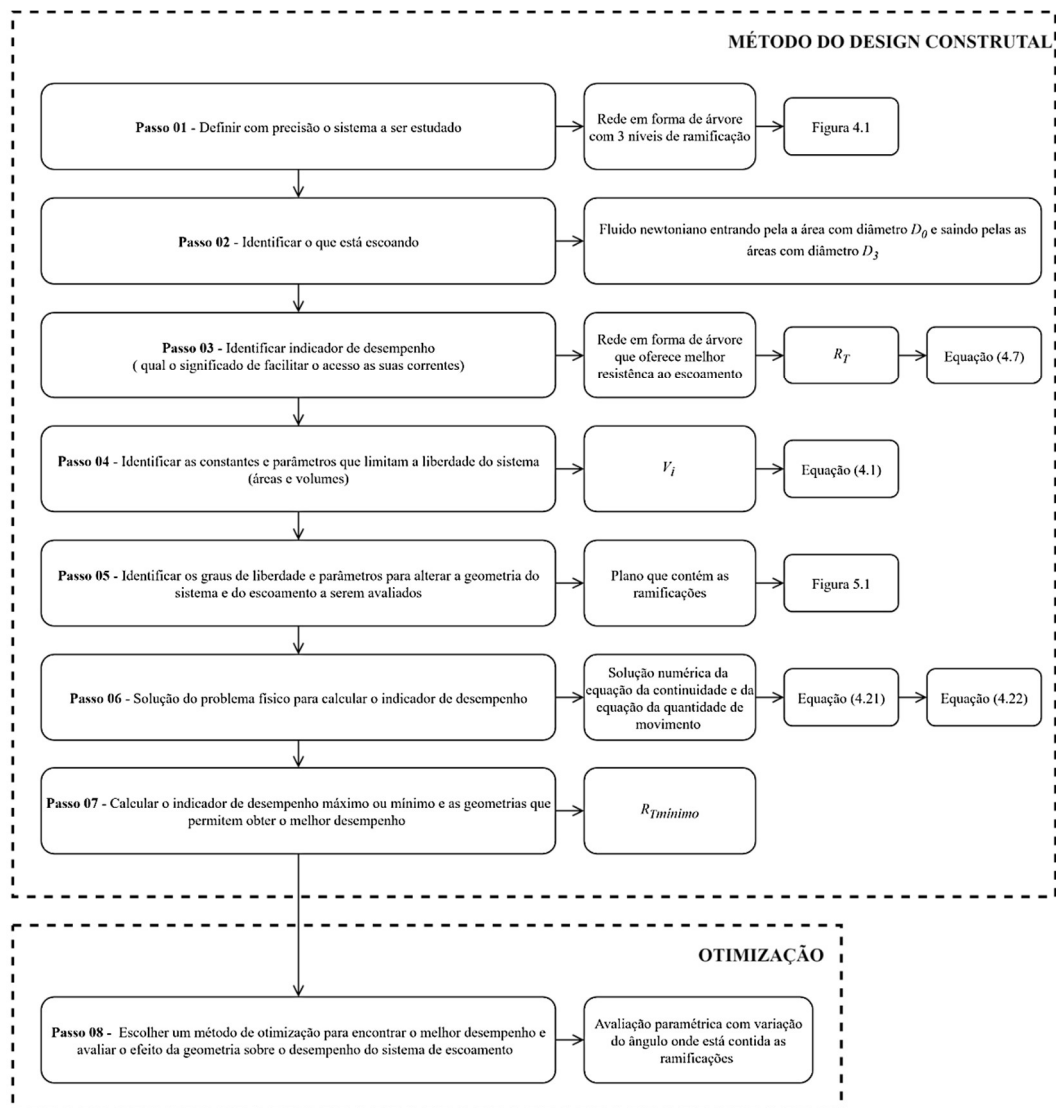 MÉTODO DO DESIGN CONSTRUTAL
Passo 01 - Definir com precisão o sistema a ser estudado
Rede em forma de árvore
com 3 níveis de ramificação
Figura 4.1
Passo 02 - Identificar o que está escoando
Fluido newtoniano entrando pela a área com diâmetro D0 e saindo pelas as
áreas com diâmetro D3
Passo 03 - Identificar indicador de desempenho
( qual o significado de facilitar o acesso as suas correntes)
Rede em forma de árvore
que oferece melhor
resistênca ao escoamento
RT
Equação (4.7)
Passo 04 - Identificar as constantes e parâmetros que limitam a liberdade do sistema
(áreas e volumes)
Vi
Equação (4.1)
Passo 05 - Identificar os graus de liberdade e parâmetros para alterar a geometria do
sistema e do escoamento a serem avaliados
Plano que contém as
ramificações
Figura 5.1
Passo 06 - Solução do problema físico para calcular o indicador de desempenho
Solução numérica da
equação da continuidade e da
equação da quantidade de
movimento
Equação (4.21)
Equação (4.22)
Passo 07 - Calcular o indicador de desempenho máximo ou mínimo e as geometrias que
permitem obter o melhor desempenho
RTmínimo
OTIMIZAÇÃO
Passo 08 - Escolher um método de otimização para encontrar o melhor desempenho e
avaliar o efeito da geometria sobre o desempenho do sistema de escoamento
Avaliação paramétrica com variação
do ângulo onde está contida as
ramificações